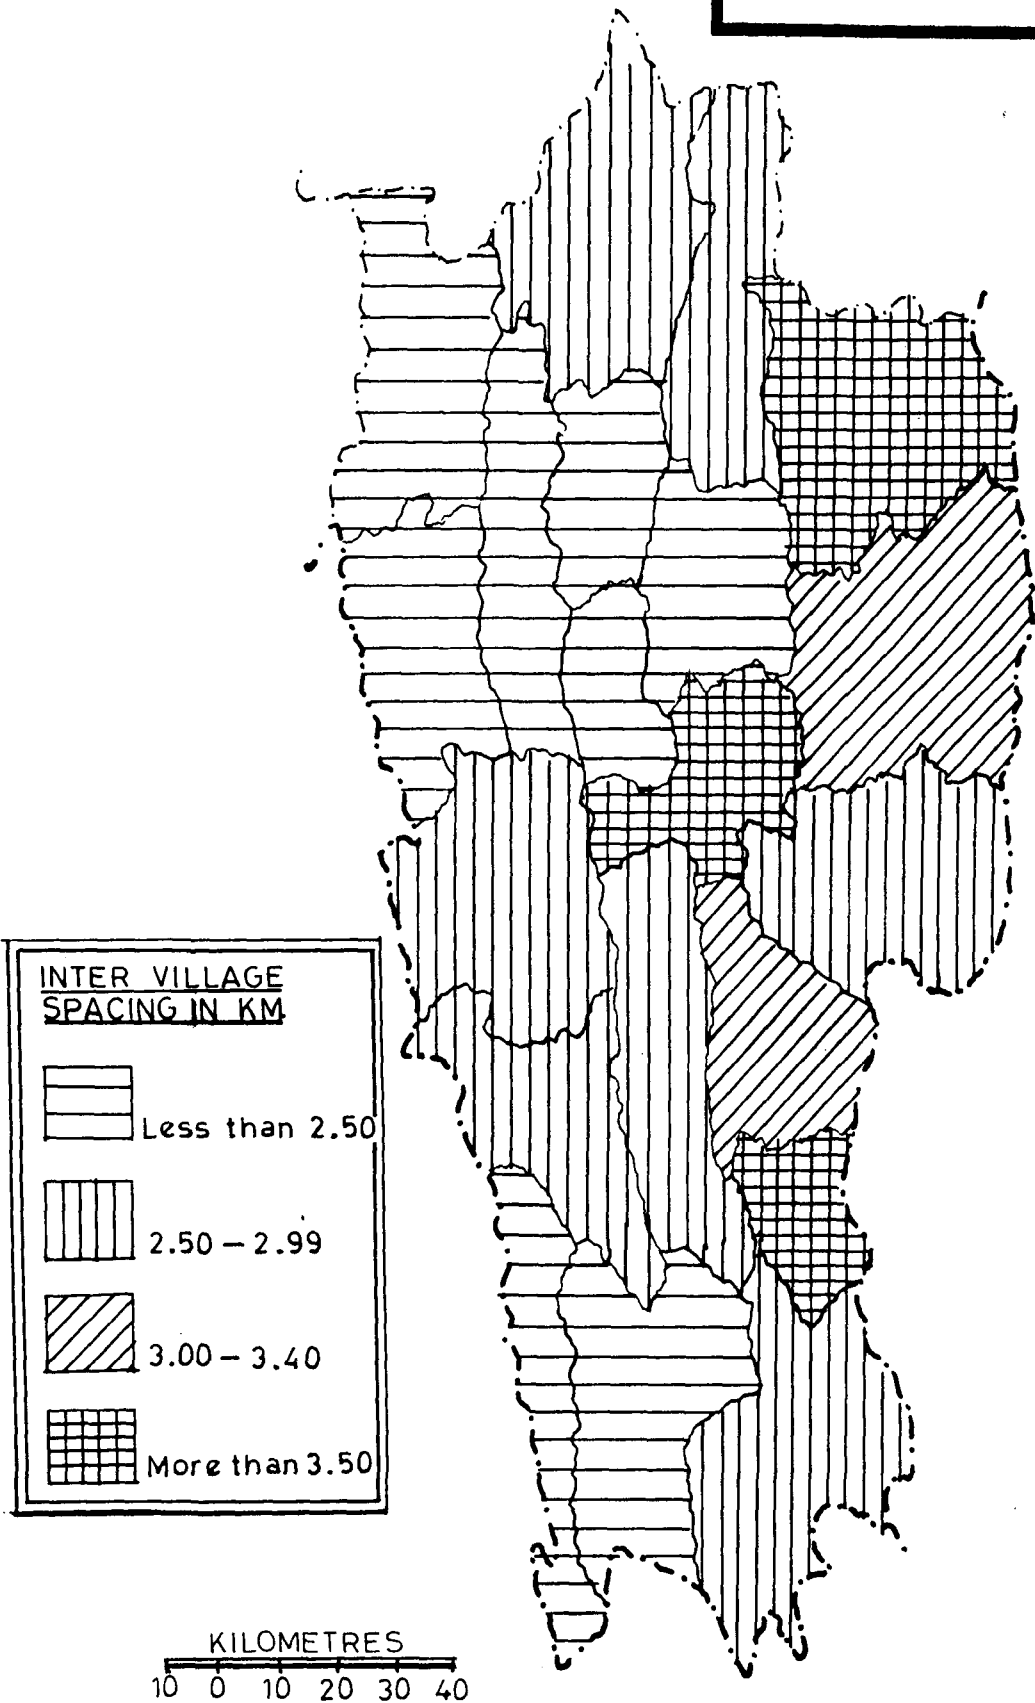 INTER VILLAGE
SPACING IN KM
Less than 2.50
2.50 – 2.99
3.00 – 3.40
More than 3.50
KILOMETRES
10 0 10 20 30 40